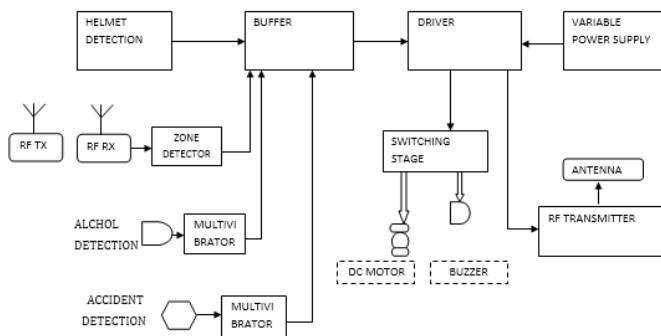 HELMET
DETECTION
BUFFER
DRIVER
VARIABLE
POWER SUPPLY
RF TX
RF RX
ZONE
DETECTOR
SWITCHING
STAGE
ANTENNA
ALCHOL
DETECTION
MULTIVI
BRATOR
RF TRANSMITTER
DC MOTOR
BUZZER
ACCIDENT
DETECTION
MULTIVI
BRATOR